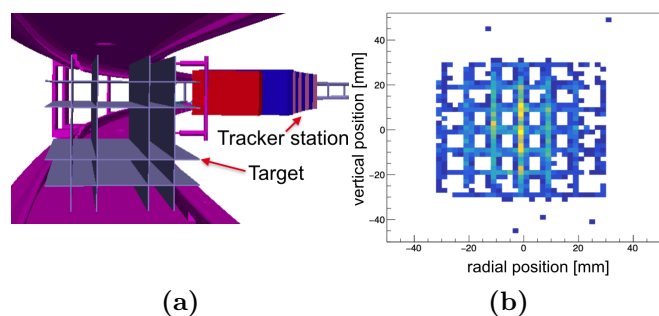 Tracker station
Target
vertical position [mm]
40
20
0
−20
−40
−40
−20
0
20
40
radial position [mm]
(a)
(b)